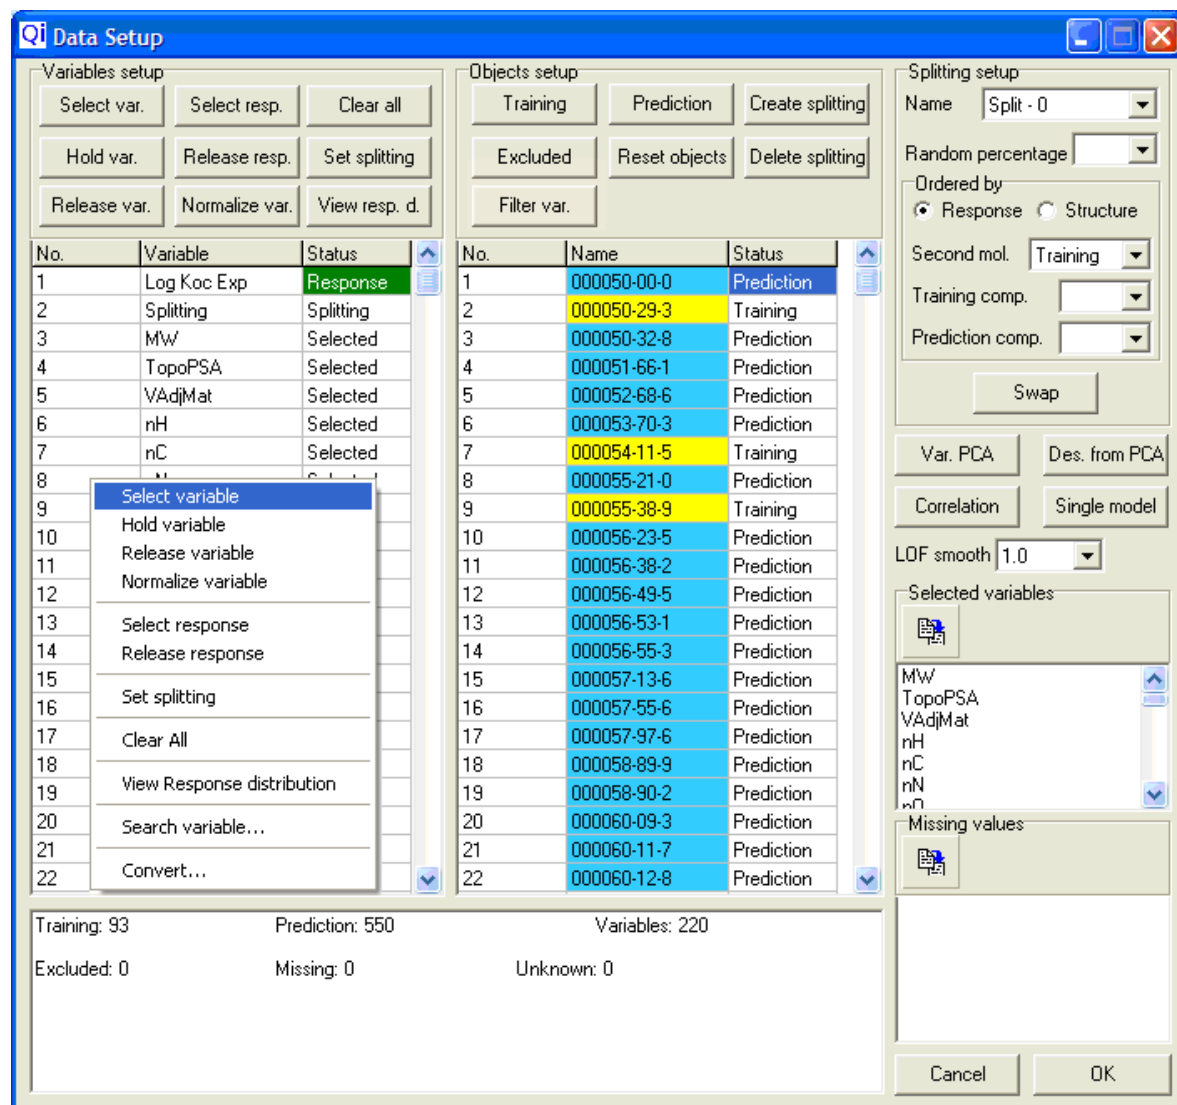 Qi Data Setup
Variables setup
Select var. Select resp. Clear all
Hold var. Release resp. Set splitting
Release var. Normalize var. View resp. d.
Objects setup
Training Prediction Create splitting
Excluded Reset objects Delete splitting
Filter var.
Splitting setup
Name Split - 0
Random percentage
Ordered by
Response Structure
Second mol. Training
Training comp.
Prediction comp.
Swap
Var. PCA Des. from PCA
Correlation Single model
LOF smooth 1.0
Selected variables
MW
TopoPSA
VAdjMat
nH
nC
nN
nO
Missing values
Cancel OK
No. Variable Status
1 Log Koc Exp Response
2 Splitting Splitting
3 MW Selected
4 TopoPSA Selected
5 VAdjMat Selected
6 nH Selected
7 nC Selected
8
9
10
11
12
13
14
15
16
17
18
19
20
21
22
Select variable
Hold variable
Release variable
Normalize variable
Select response
Release response
Set splitting
Clear All
View Response distribution
Search variable...
Convert...
No. Name Status
1 000050-00-0 Prediction
2 000050-29-3 Training
3 000050-32-8 Prediction
4 000051-66-1 Prediction
5 000052-68-6 Prediction
6 000053-70-3 Prediction
7 000054-11-5 Training
8 000055-21-0 Prediction
9 000055-38-9 Training
10 000056-23-5 Prediction
11 000056-38-2 Prediction
12 000056-49-5 Prediction
13 000056-53-1 Prediction
14 000056-55-3 Prediction
15 000057-13-6 Prediction
16 000057-55-6 Prediction
17 000057-97-6 Prediction
18 000058-89-9 Prediction
19 000058-90-2 Prediction
20 000060-09-3 Prediction
21 000060-11-7 Prediction
22 000060-12-8 Prediction
Training: 93 Prediction: 550 Variables: 220
Excluded: 0 Missing: 0 Unknown: 0